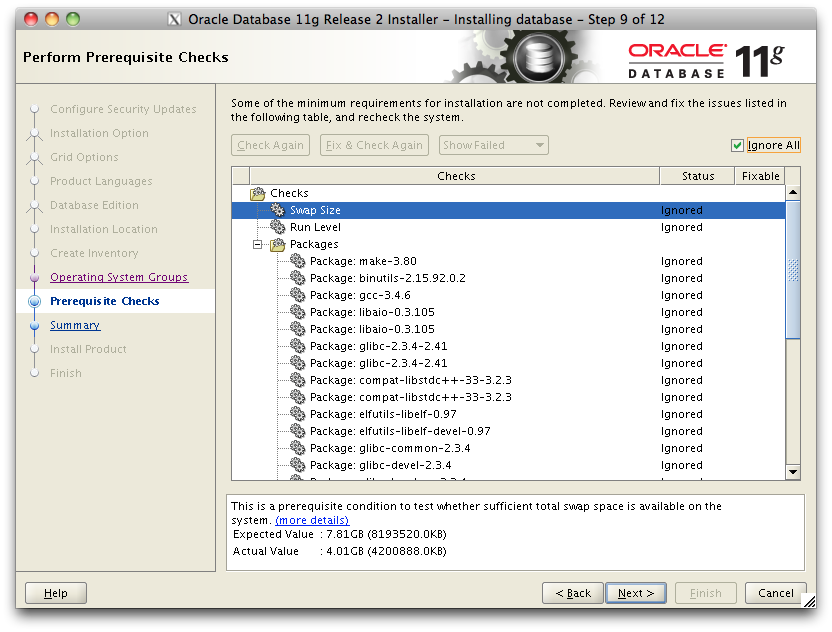 Oracle Database 11g Release 2 Installer - Installing database - Step 9 of 12
Perform Prerequisite Checks
ORACLE
DATABASE
11g
Configure Security Updates
Installation Option
Grid Options
Product Languages
Database Edition
Installation Location
Create Inventory
Operating System Groups
Prerequisite Checks
Summary
Install Product
Finish
Some of the minimum requirements for installation are not completed. Review and fix the issues listed in
the following table, and recheck the system.
Check Again Fix & Check Again Show Failed Ignore All
Checks Status Fixable
Checks
Swap Size Ignored
Run Level Ignored
Packages
Package: make-3.80 Ignored
Package: binutils-2.15.92.0.2 Ignored
Package: gcc-3.4.6 Ignored
Package: libaio-0.3.105 Ignored
Package: libaio-0.3.105 Ignored
Package: glibc-2.3.4-2.41 Ignored
Package: glibc-2.3.4-2.41 Ignored
Package: compat-libstdc++-33-3.2.3 Ignored
Package: compat-libstdc++-33-3.2.3 Ignored
Package: elfutils-libelf-0.97 Ignored
Package: elfutils-libelf-devel-0.97 Ignored
Package: glibc-common-2.3.4 Ignored
Package: glibc-devel-2.3.4 Ignored
This is a prerequisite condition to test whether sufficient total swap space is available on the
system. (more details)
Expected Value : 7.81GB (8193520.0KB)
Actual Value : 4.01GB (4200888.0KB)
Help < Back Next > Finish Cancel